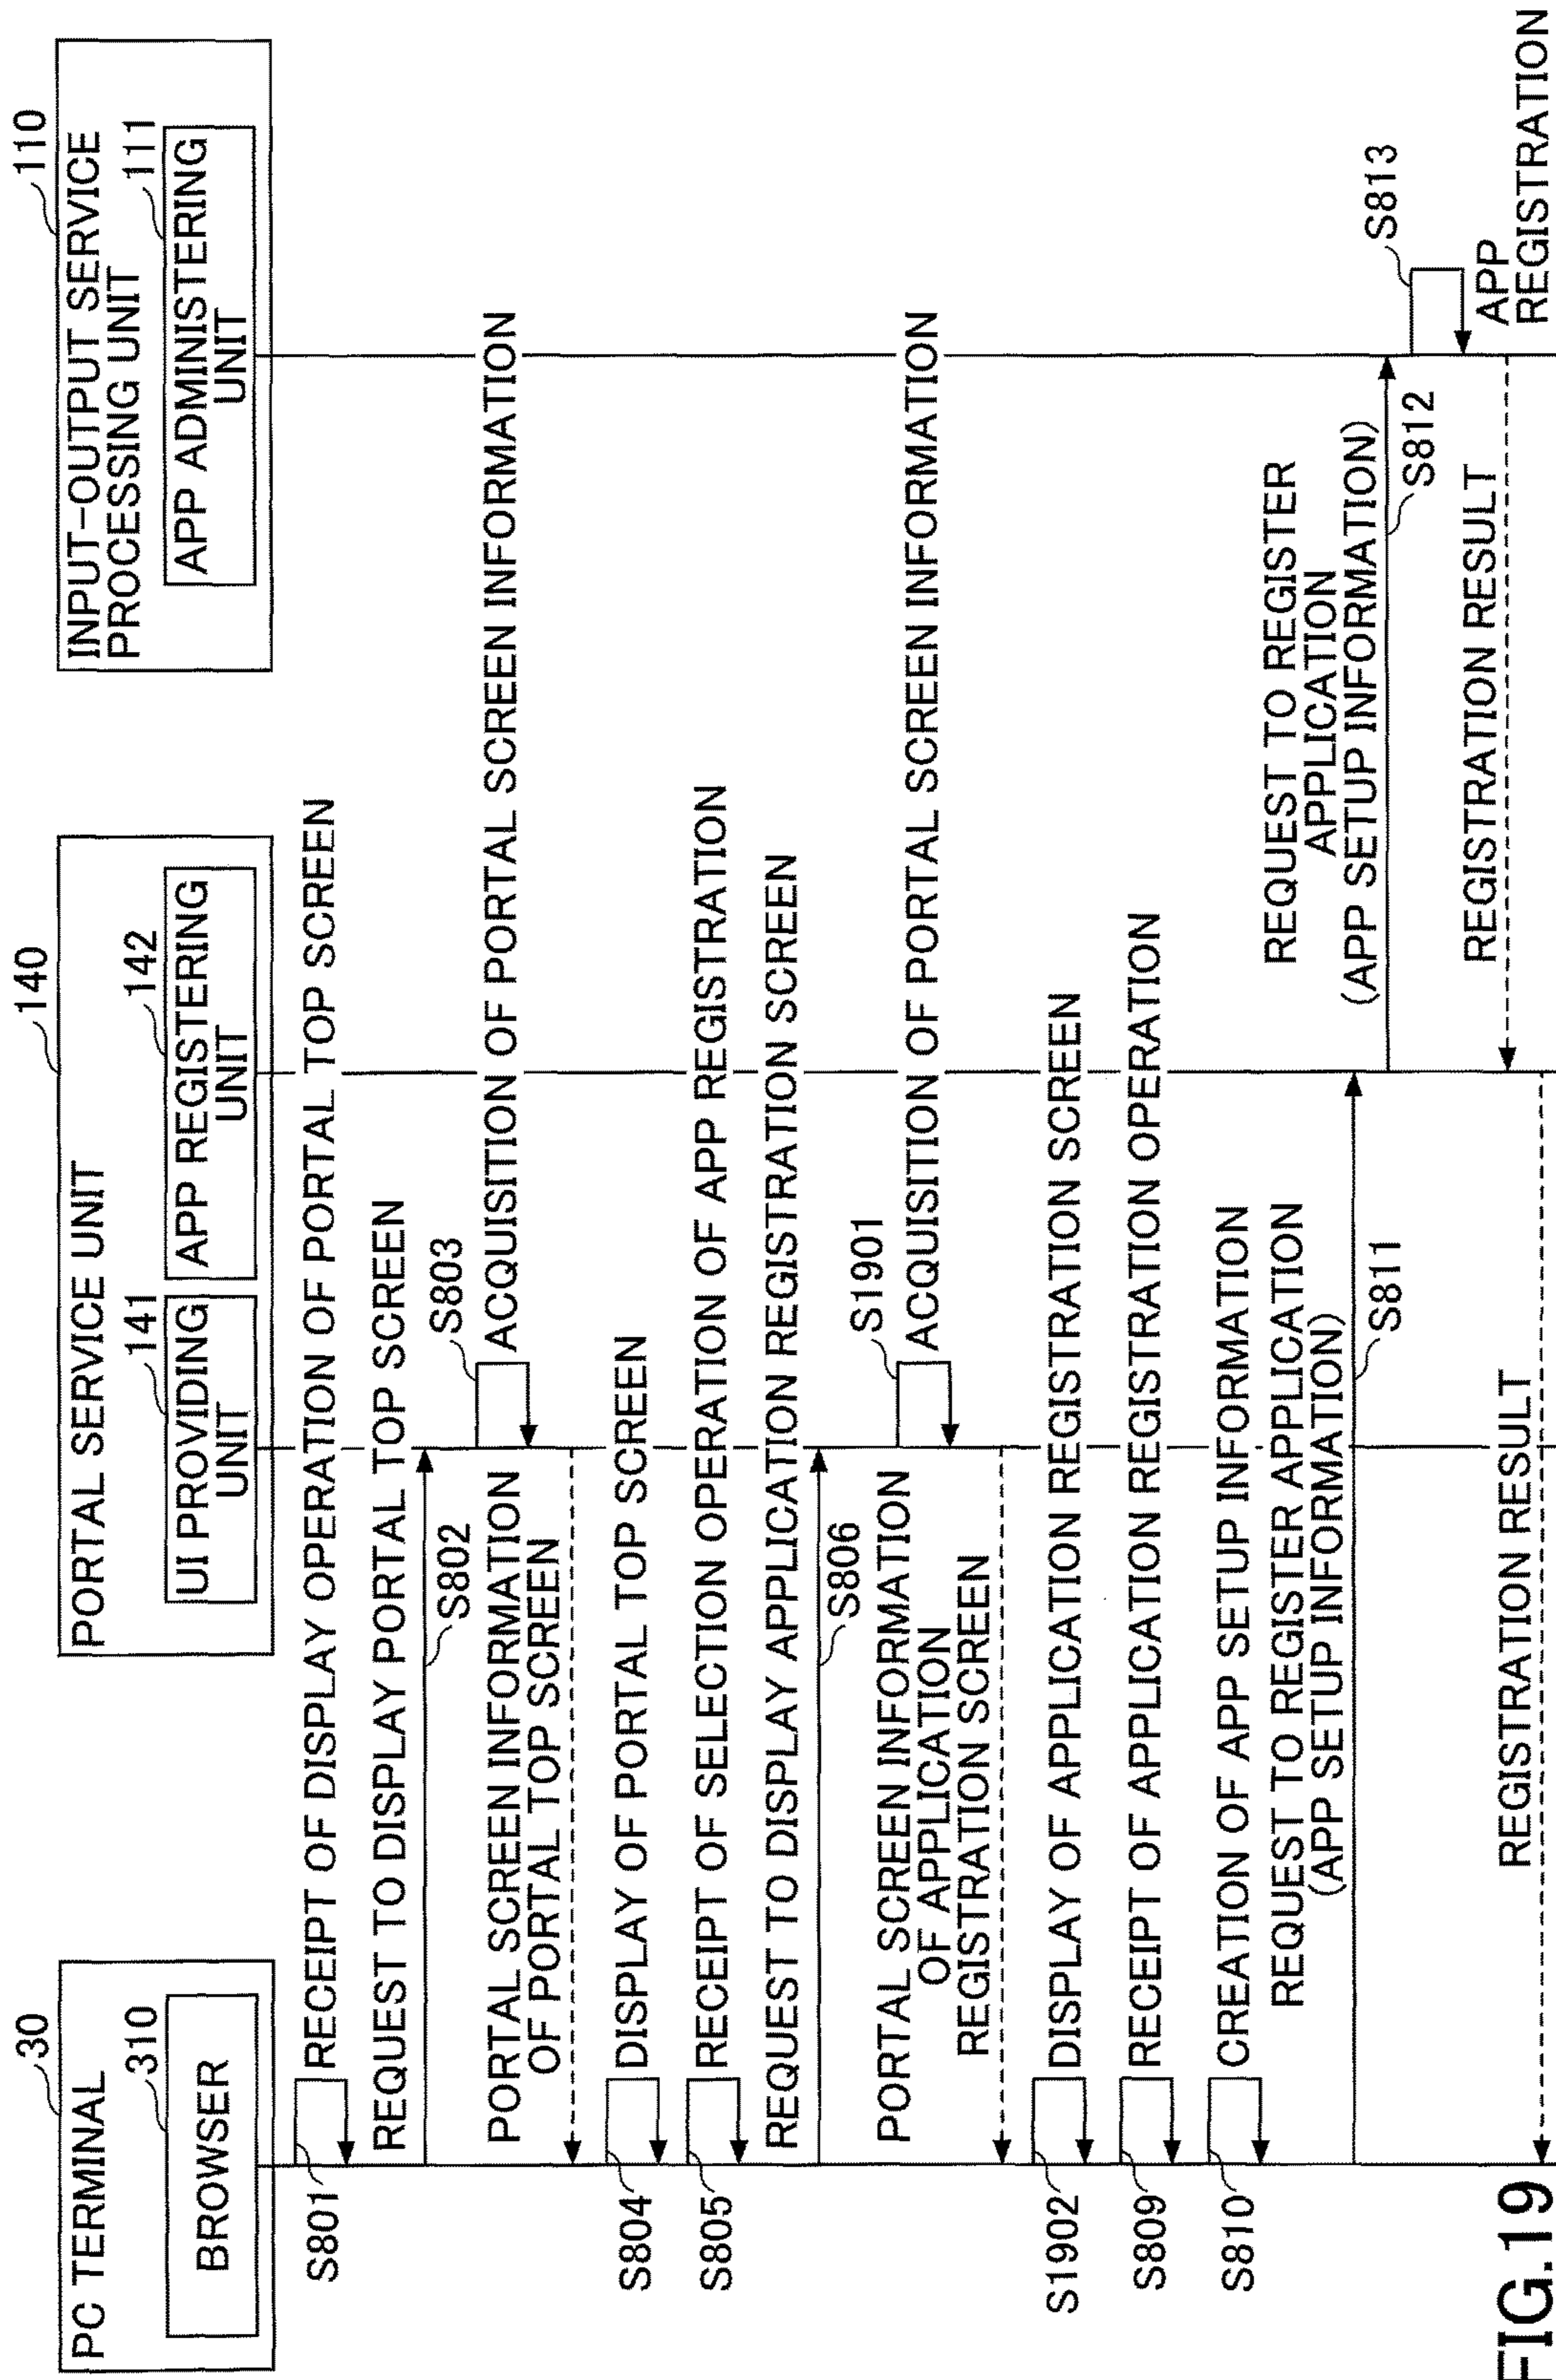 FIG.19
PC TERMINAL
30
BROWSER
310
PORTAL SERVICE UNIT
140
UI PROVIDING
UNIT
141
APP REGISTERING
UNIT
142
INPUT-OUTPUT SERVICE
PROCESSING UNIT
110
APP ADMINISTERING
UNIT
111
S801
RECEIPT OF DISPLAY OPERATION OF PORTAL TOP SCREEN
REQUEST TO DISPLAY PORTAL TOP SCREEN
S802
S803
ACQUISITION OF PORTAL SCREEN INFORMATION
PORTAL SCREEN INFORMATION
OF PORTAL TOP SCREEN
S804
DISPLAY OF PORTAL TOP SCREEN
S805
RECEIPT OF SELECTION OPERATION OF APP REGISTRATION
REQUEST TO DISPLAY APPLICATION REGISTRATION SCREEN
S806
S1901
ACQUISITION OF PORTAL SCREEN INFORMATION
PORTAL SCREEN INFORMATION
OF APPLICATION
REGISTRATION SCREEN
S1902
DISPLAY OF APPLICATION REGISTRATION SCREEN
S809
RECEIPT OF APPLICATION REGISTRATION OPERATION
S810
CREATION OF APP SETUP INFORMATION
REQUEST TO REGISTER APPLICATION
(APP SETUP INFORMATION)
S811
REQUEST TO REGISTER
APPLICATION
(APP SETUP INFORMATION)
S812
S813
APP
REGISTRATION
REGISTRATION RESULT
REGISTRATION RESULT